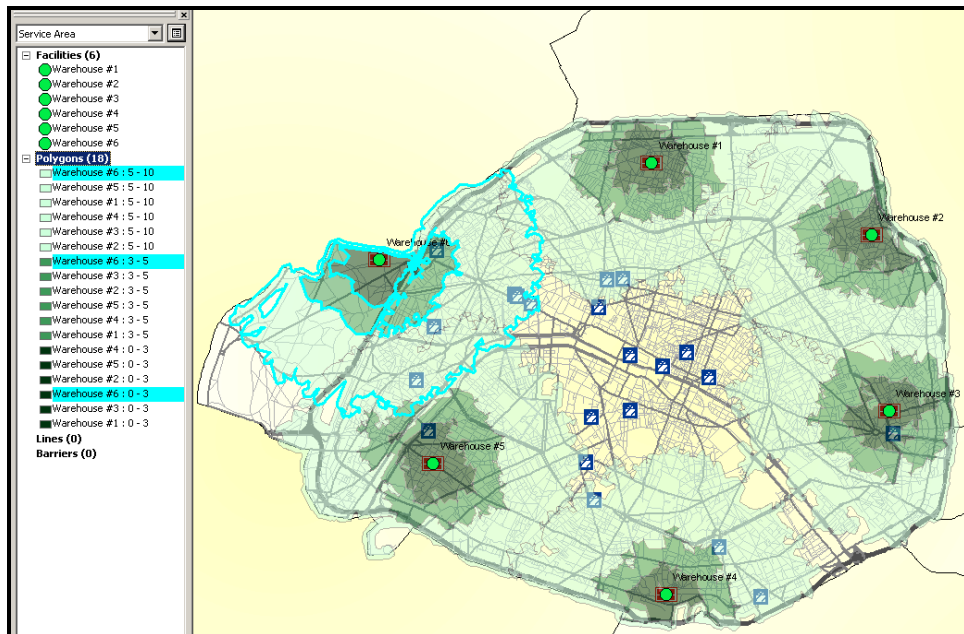 Service Area
Facilities (6)
Warehouse #1
Warehouse #2
Warehouse #3
Warehouse #4
Warehouse #5
Warehouse #6
Polygons (18)
Warehouse #6 : 5 - 10
Warehouse #5 : 5 - 10
Warehouse #1 : 5 - 10
Warehouse #4 : 5 - 10
Warehouse #3 : 5 - 10
Warehouse #2 : 5 - 10
Warehouse #6 : 3 - 5
Warehouse #3 : 3 - 5
Warehouse #2 : 3 - 5
Warehouse #5 : 3 - 5
Warehouse #4 : 3 - 5
Warehouse #1 : 3 - 5
Warehouse #4 : 0 - 3
Warehouse #5 : 0 - 3
Warehouse #2 : 0 - 3
Warehouse #6 : 0 - 3
Warehouse #3 : 0 - 3
Warehouse #1 : 0 - 3
Lines (0)
Barriers (0)
Warehouse #1
Warehouse #2
Warehouse #6
Warehouse #3
Warehouse #5
Warehouse #4